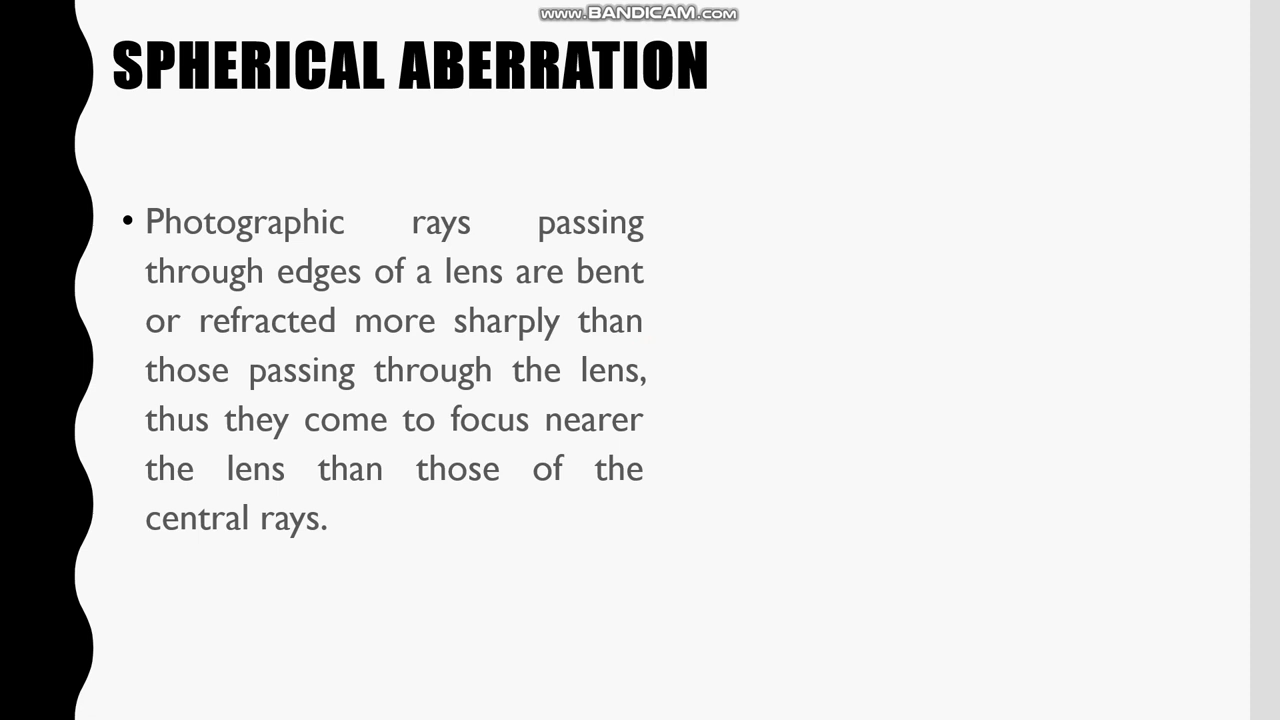 www.BANDICAM.com
SPHERICAL ABERRATION
• Photographic rays passing
through edges of a lens are bent
or refracted more sharply than
those passing through the lens,
thus they come to focus nearer
the lens than those of the
central rays.